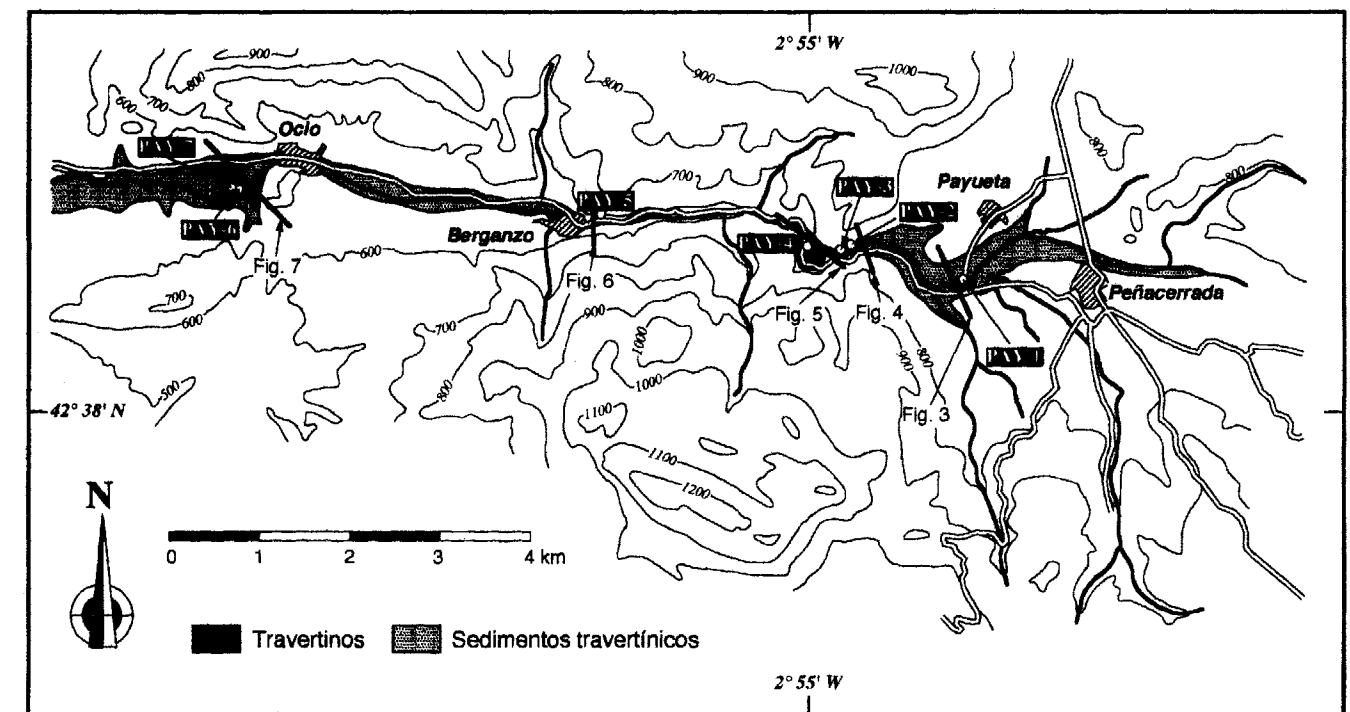 2° 55' W
900
800
700
600
800
900
1000
800
Ocio
PAY-7
700
PAY-3
Payueta
800
PAY-5
PAY-2
PAY-6
Berganzo
PAY-4
600
Fig. 7
Fig. 6
Peñacerrada
700
600
900
Fig. 5
Fig. 4
700
1000
800
900
PAY-1
500
800
1000
42° 38' N
1100
Fig. 3
1100
1200
N
0 1 2 3 4 km
Travertinos
Sedimentos travertínicos
2° 55' W